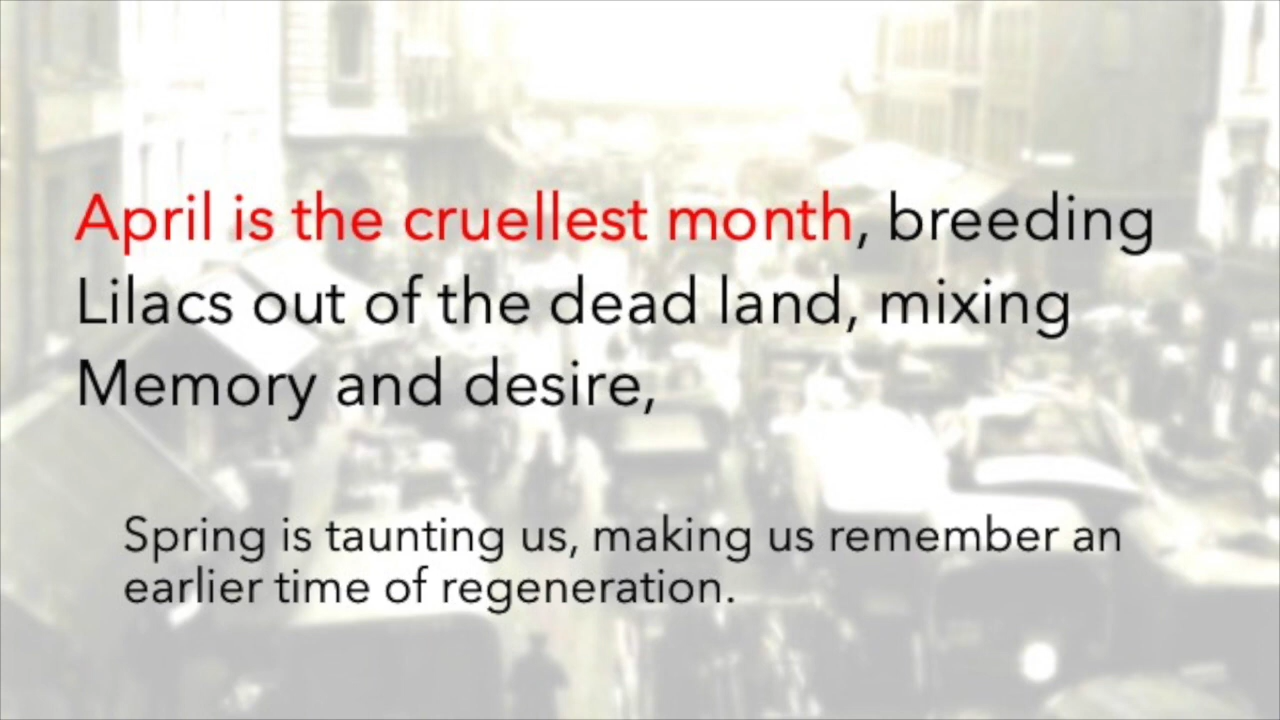 April is the cruellest month, breeding
Lilacs out of the dead land, mixing
Memory and desire,
Spring is taunting us, making us remember an
earlier time of regeneration.